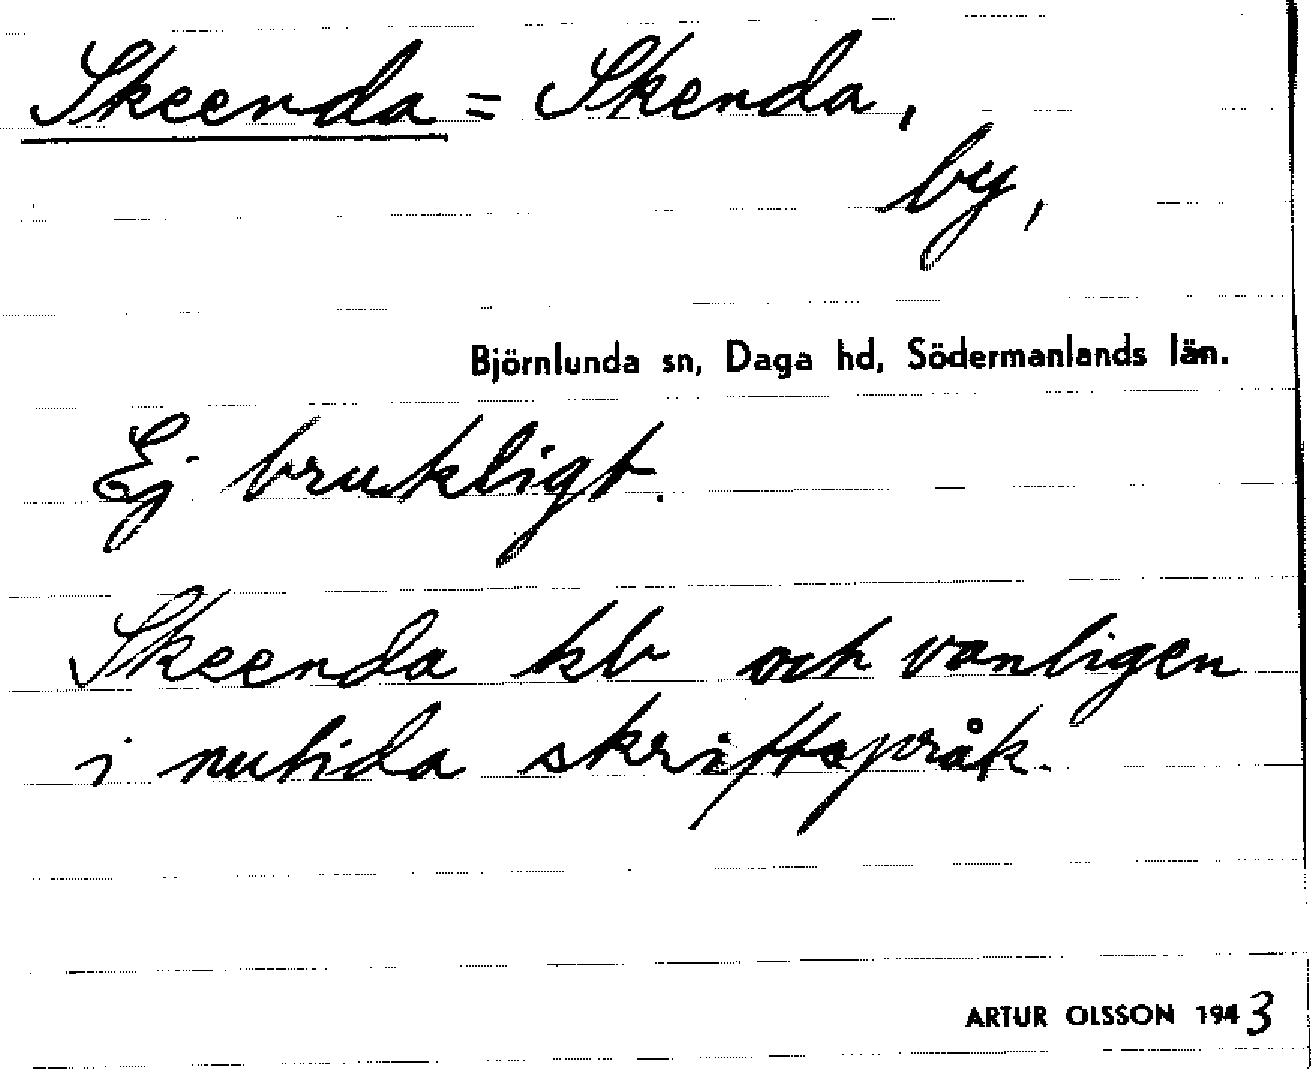 Skeenda = Skenda,
by,
Björnlunda sn, Daga hd, Södermanlands län.
Ej brukligt.
Skeenda kb och vanligen
i nutida skriftspråk.
ARTUR OLSSON 1943